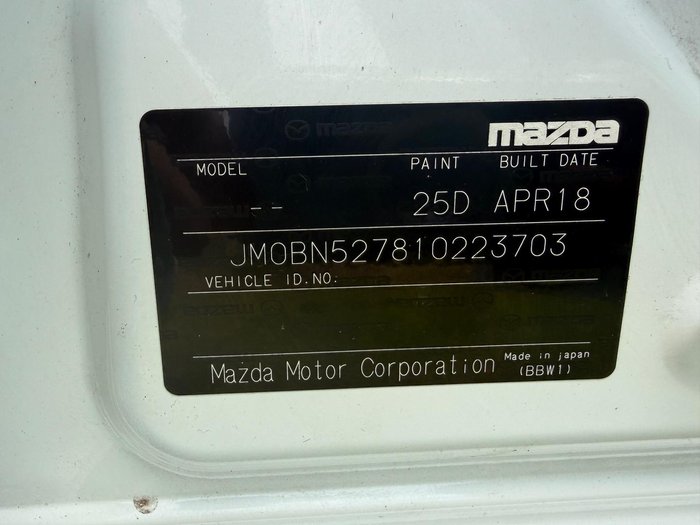 mazda
MODEL PAINT BUILT DATE
-- 25D APR18
JM0BN527810223703
VEHICLE ID.NO.
Mazda Motor Corporation Made in japan
(BBW1)